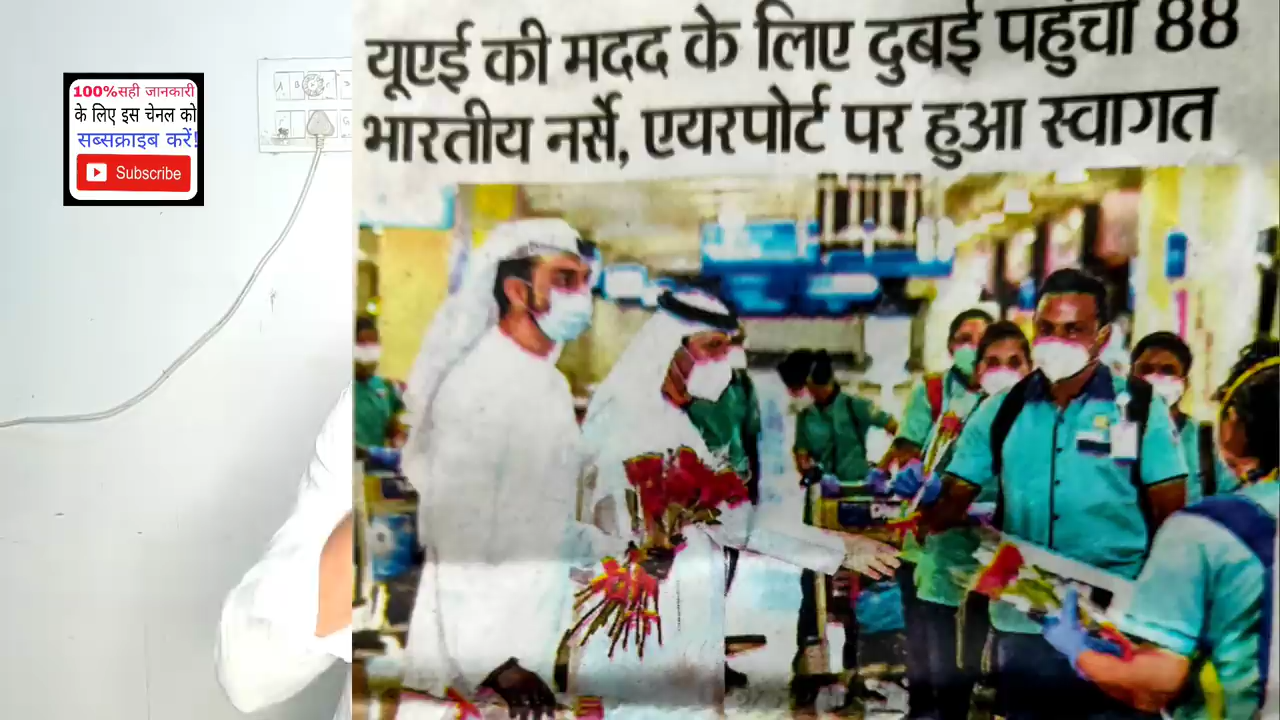 100%सही जानकारी
के लिए इस चेनल को
सब्सक्राइब करें!
Subscribe
यूएई की मदद के लिए दुबई पहुंचा 88
भारतीय नर्सें, एयरपोर्ट पर हुआ स्वागत